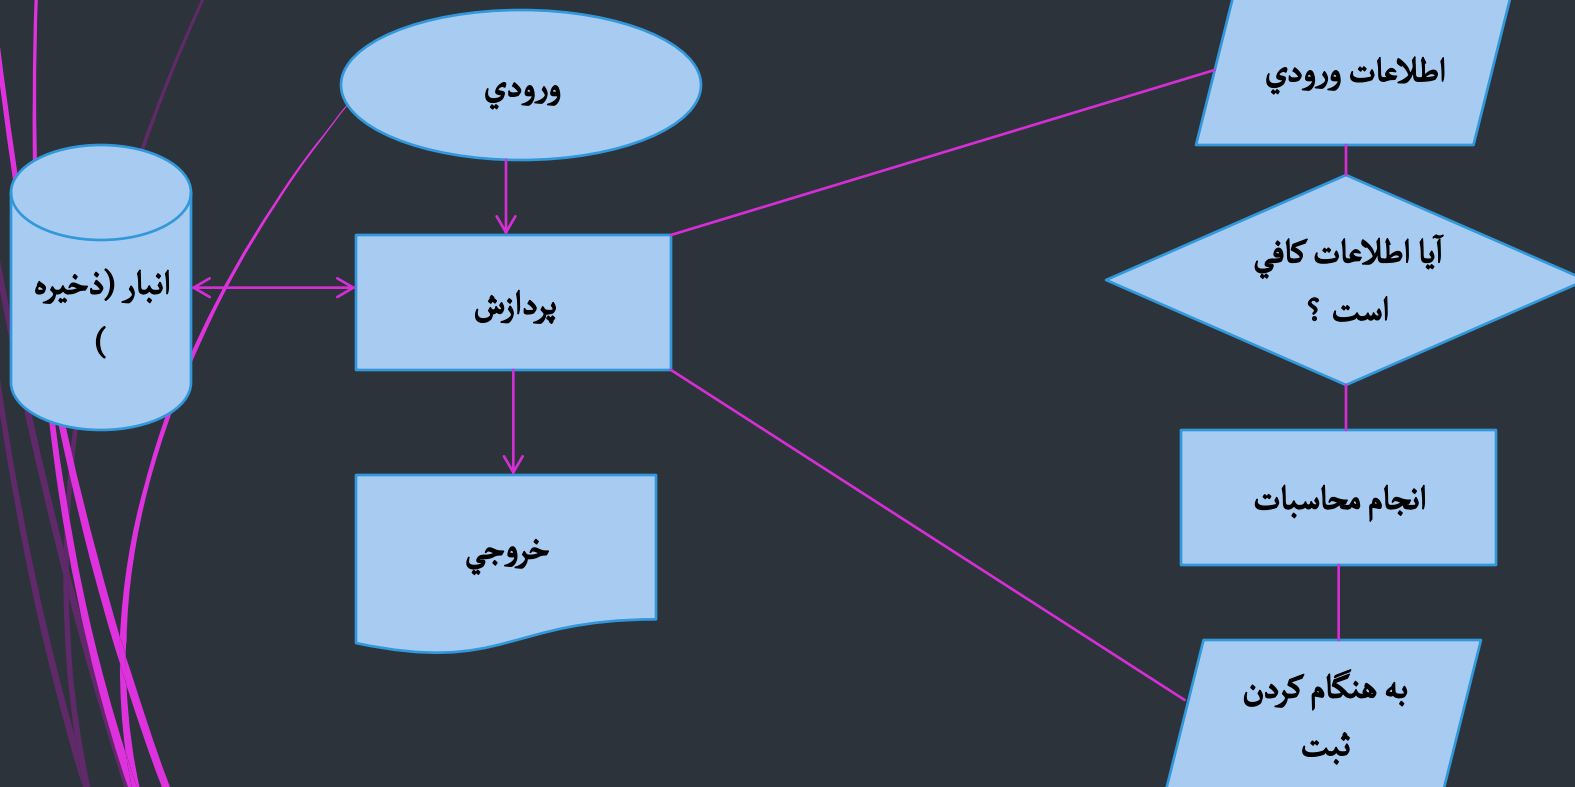 اطلاعات ورودي
ورودي
آيا اطلاعات كافي
است ؟
انبار (ذخيره
)
پردازش
انجام محاسبات
خروجي
به هنگام كردن
ثبت